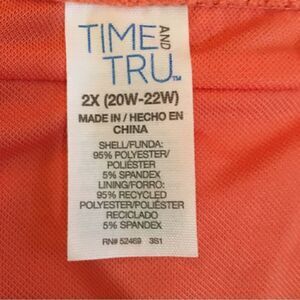 TIME AND
TRU™
2X (20W-22W)
MADE IN / HECHO EN
CHINA
SHELL/FUNDA:
95% POLYESTER/
POLIÉSTER
5% SPANDEX
LINING/FORRO:
95% RECYCLED
POLYESTER/POLIÉSTER
RECICLADO
5% SPANDEX
RN# 52469 3S1